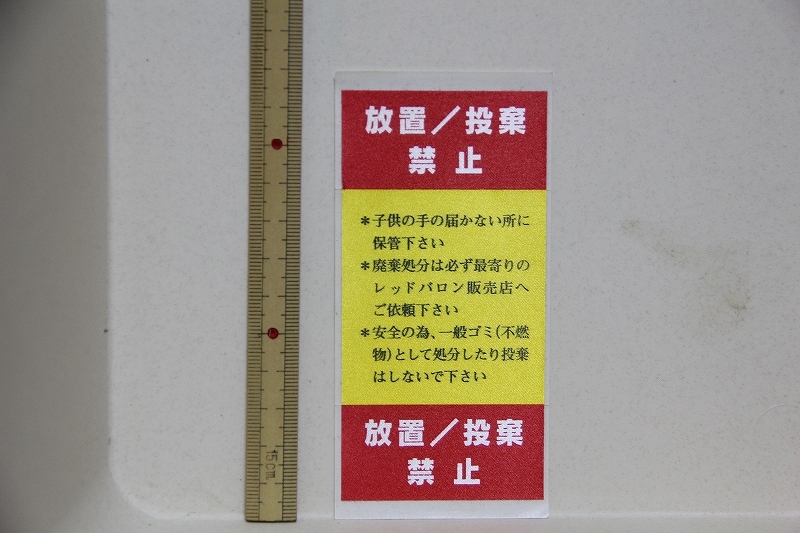 放置／投棄
禁止
＊子供の手の届かない所に
保管下さい
＊廃棄処分は必ず最寄りの
レッドバロン販売店へ
ご依頼下さい
＊安全の為、一般ゴミ(不燃
物)として処分したり投棄
はしないで下さい
放置／投棄
禁止
15cm